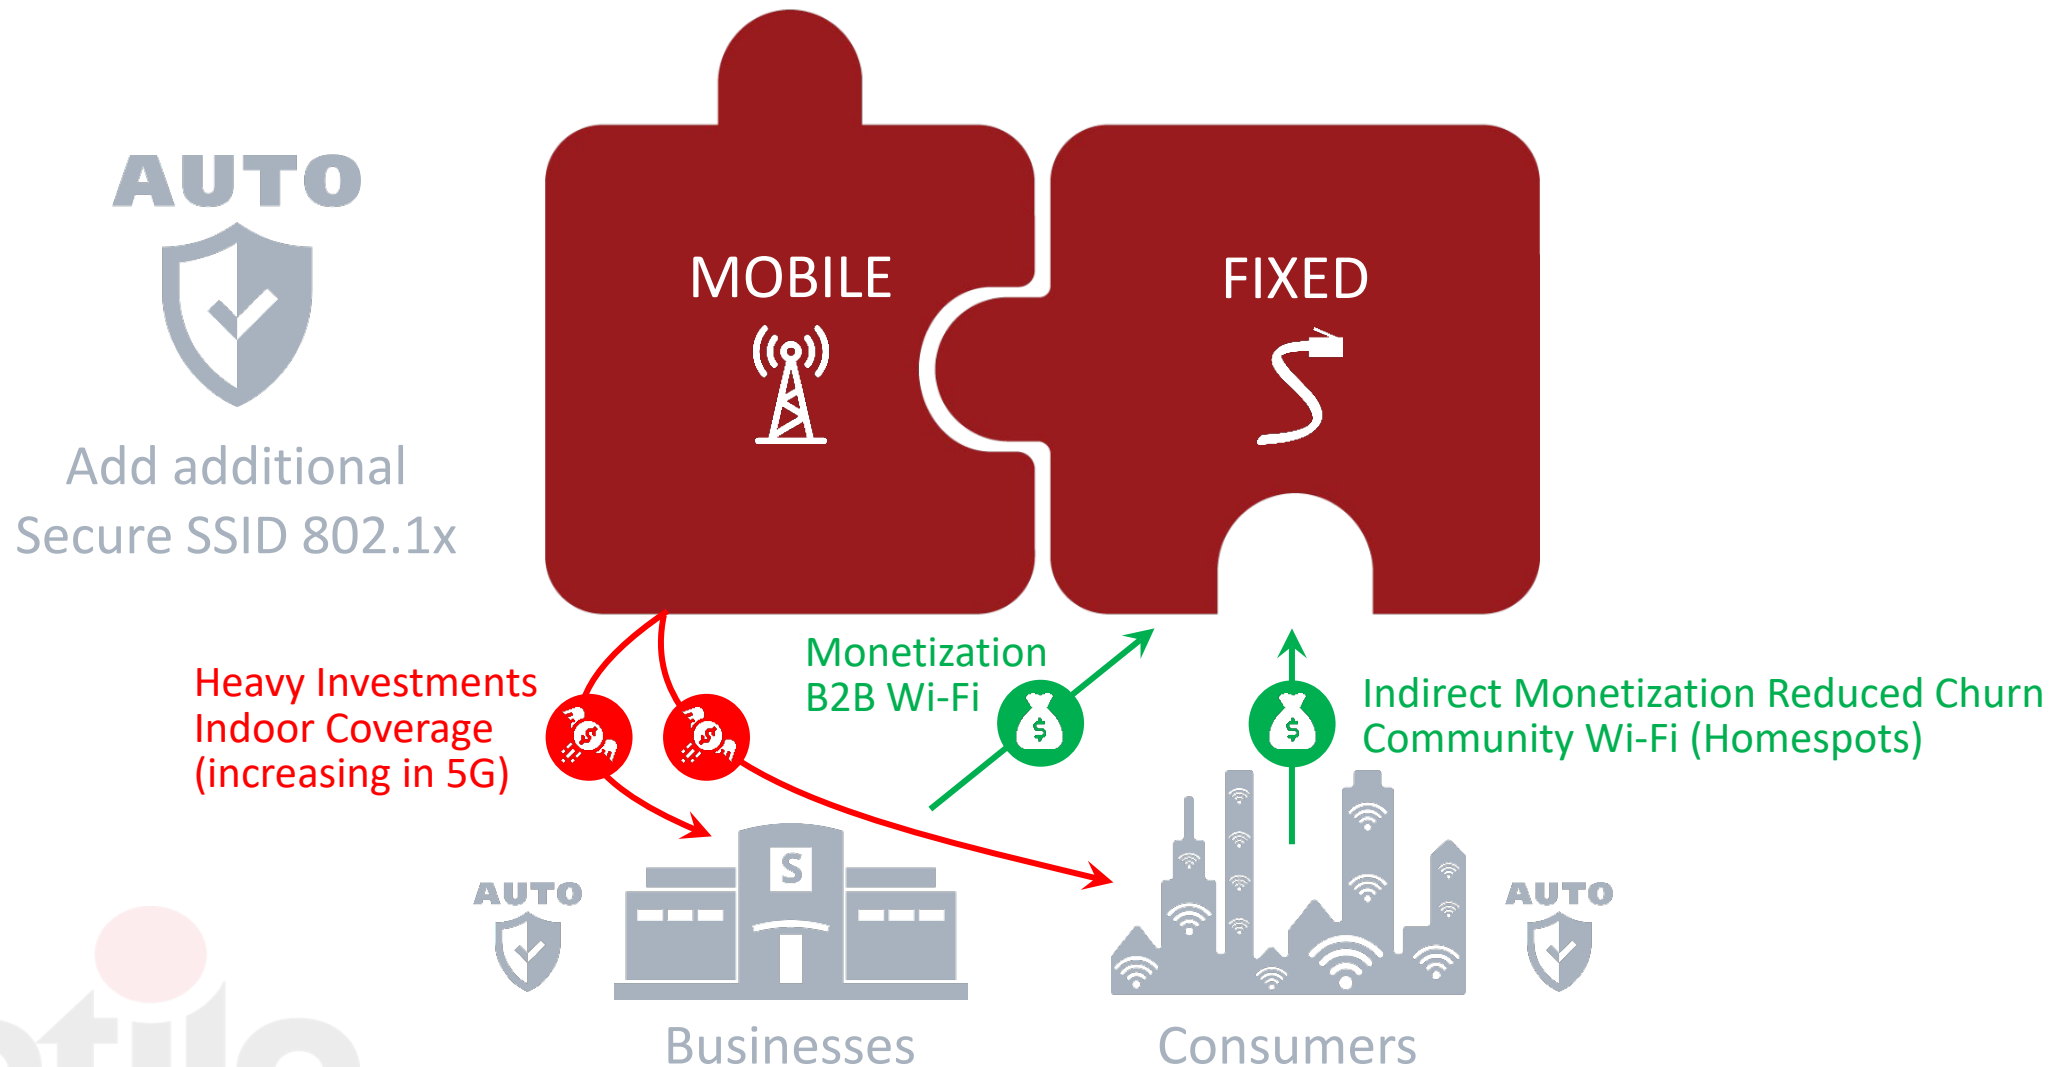 AUTO
Add additional
Secure SSID 802.1x
MOBILE
FIXED
Heavy Investments
Indoor Coverage
(increasing in 5G)
$
$
Monetization
B2B Wi-Fi
$
$
Indirect Monetization Reduced Churn
Community Wi-Fi (Homespots)
AUTO
S
AUTO
Businesses
Consumers